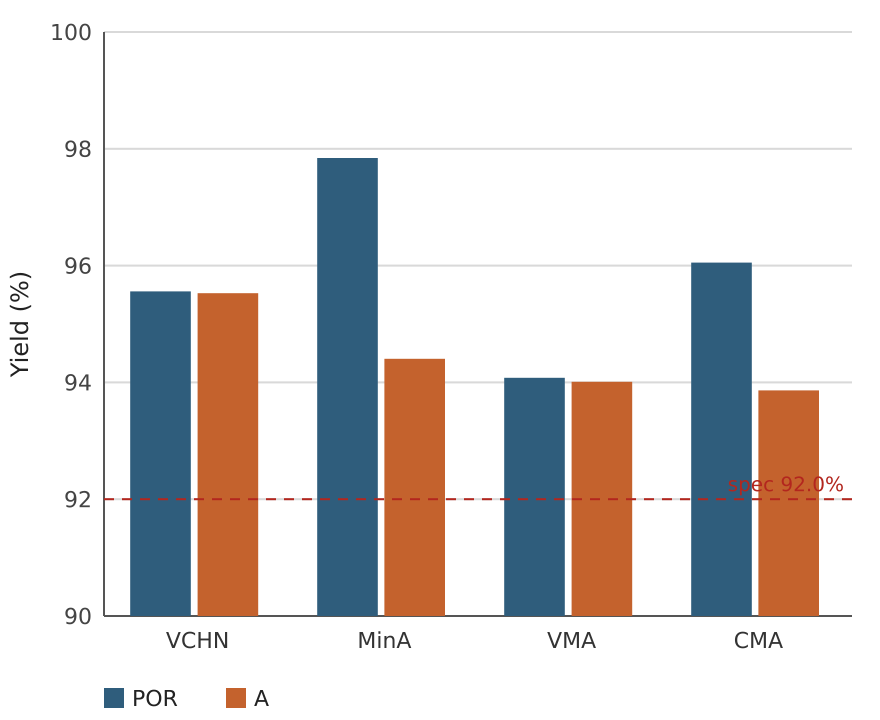 100
98
96
94
92
90
Yield (%)
spec 92.0%
VCHN
MinA
VMA
CMA
POR
A